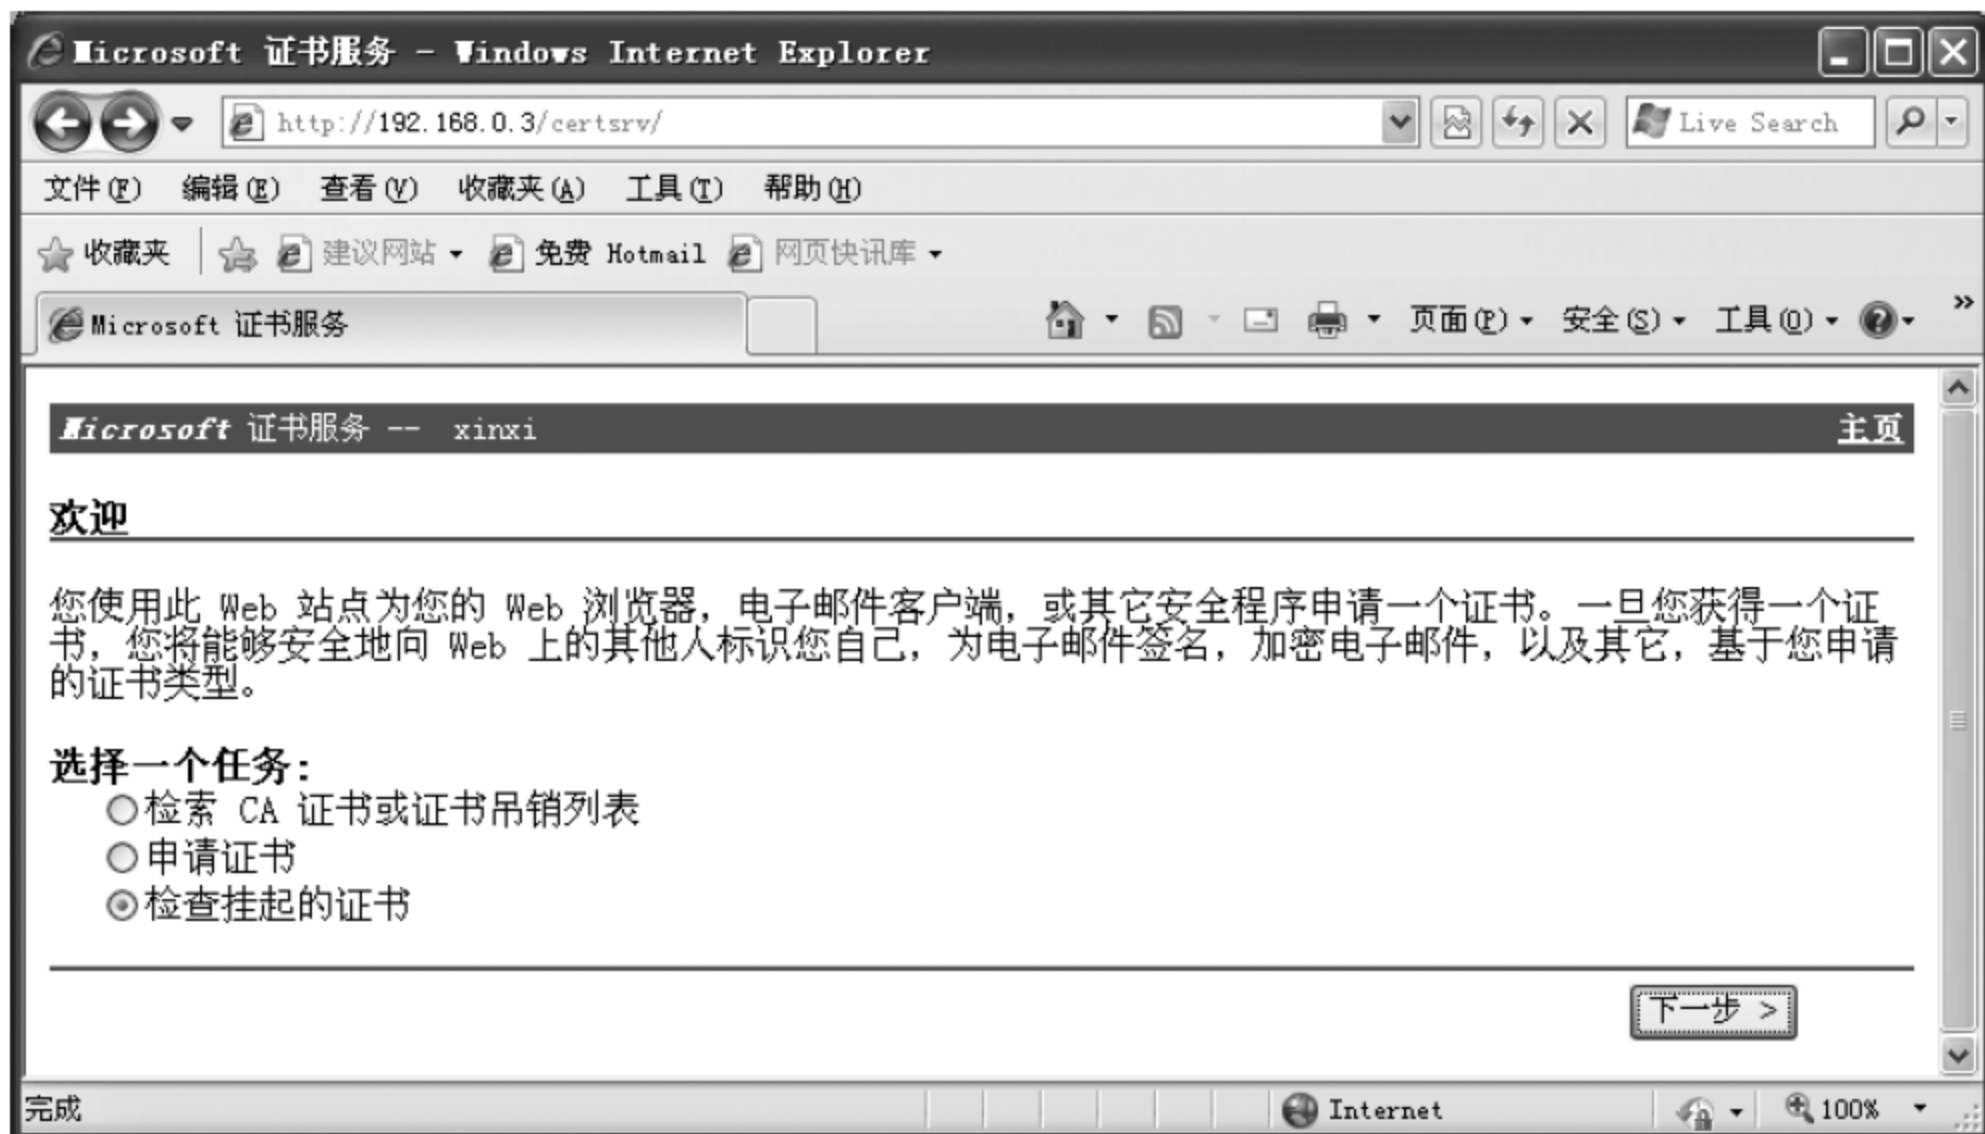 Microsoft 证书服务 - Windows Internet Explorer
http://192.168.0.3/certsrv/
Live Search
文件(F) 编辑(E) 查看(V) 收藏夹(A) 工具(T) 帮助(H)
收藏夹 建议网站 免费 Hotmail 网页快讯库
Microsoft 证书服务
页面(P) 安全(S) 工具(O)
Microsoft 证书服务 -- xinxi
主页
欢迎
您使用此 Web 站点为您的 Web 浏览器，电子邮件客户端，或其它安全程序申请一个证书。一旦您获得一个证
书，您将能够安全地向 Web 上的其他人标识您自己，为电子邮件签名，加密电子邮件，以及其它，基于您申请
的证书类型。
选择一个任务：
检索 CA 证书或证书吊销列表
申请证书
检查挂起的证书
下一步 >
完成
Internet
100%